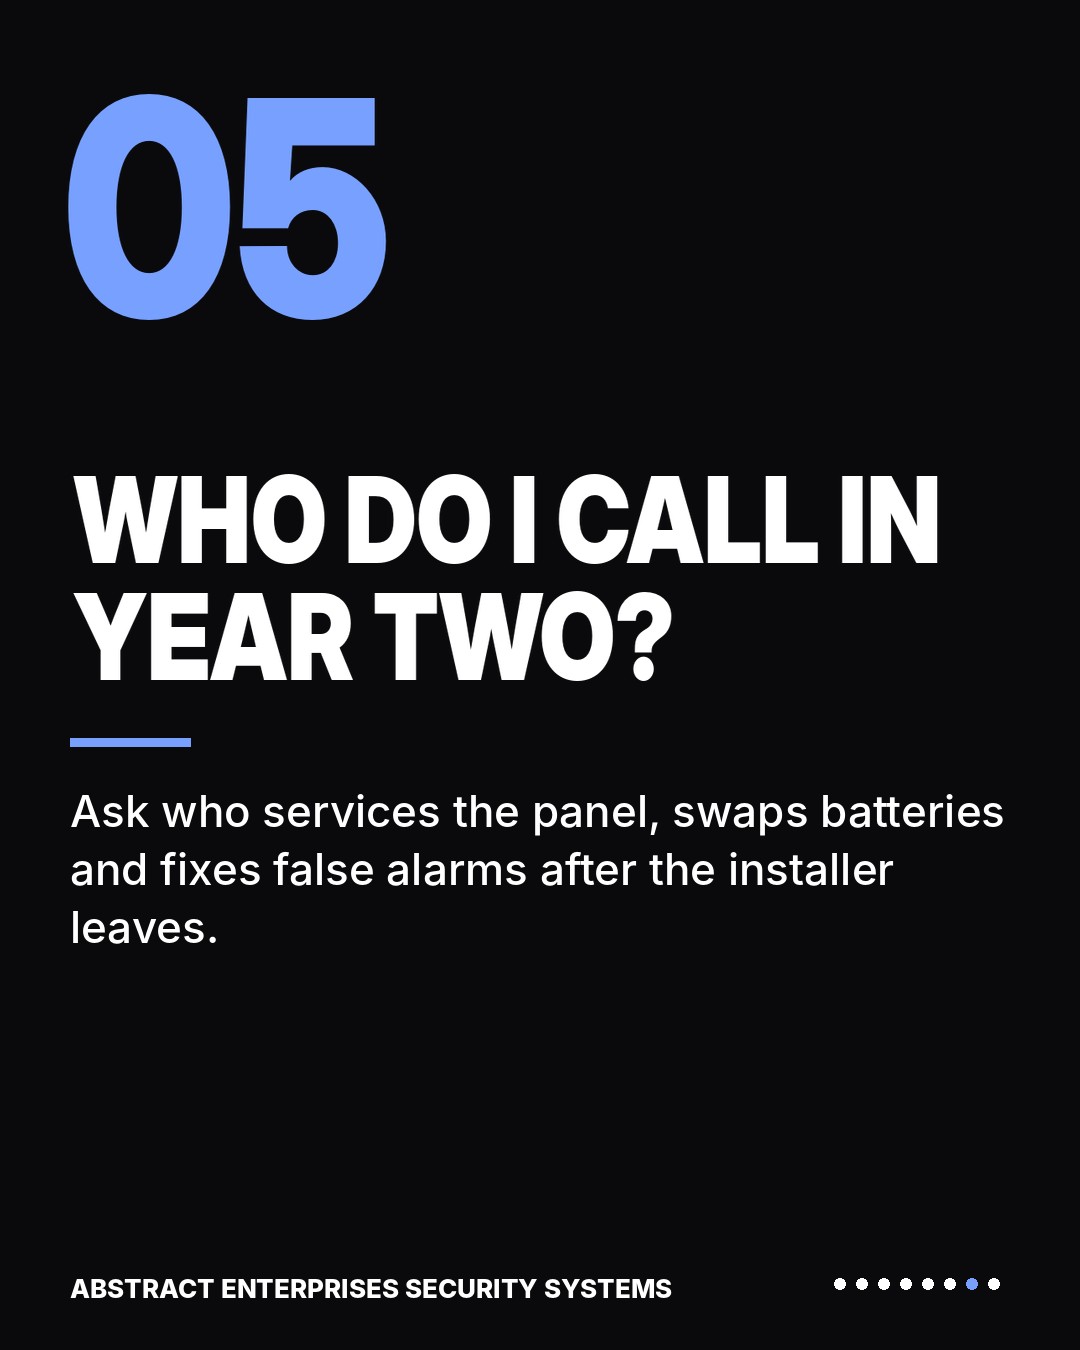 05
WHO DO I CALL IN
YEAR TWO?
Ask who services the panel, swaps batteries
and fixes false alarms after the installer
leaves.
ABSTRACT ENTERPRISES SECURITY SYSTEMS